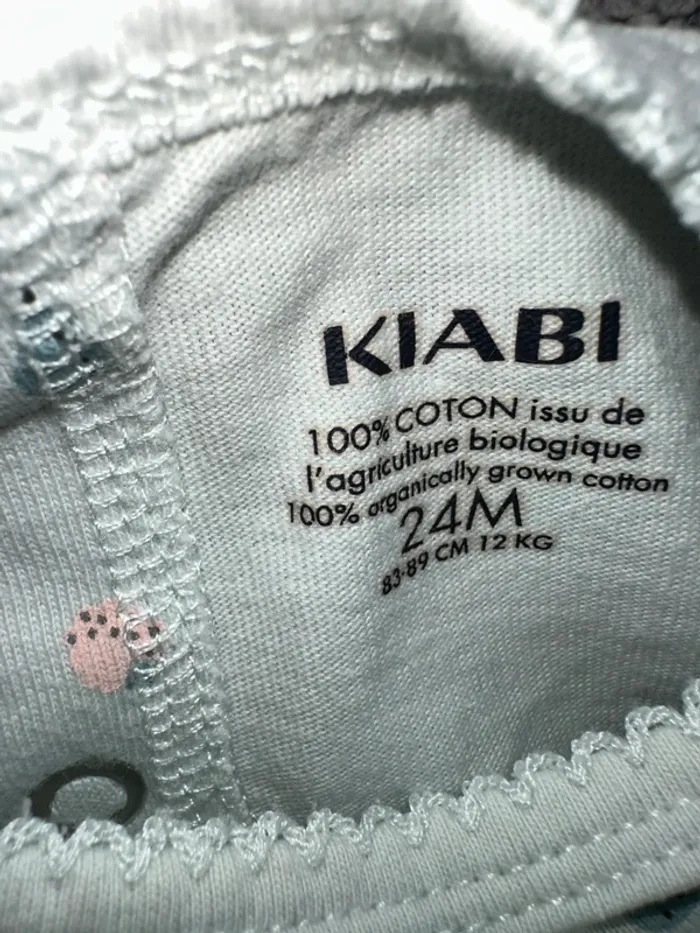 KIABI
100% COTON issu de
l'agriculture biologique
100% organically grown cotton
24M
83-89 CM 12 KG